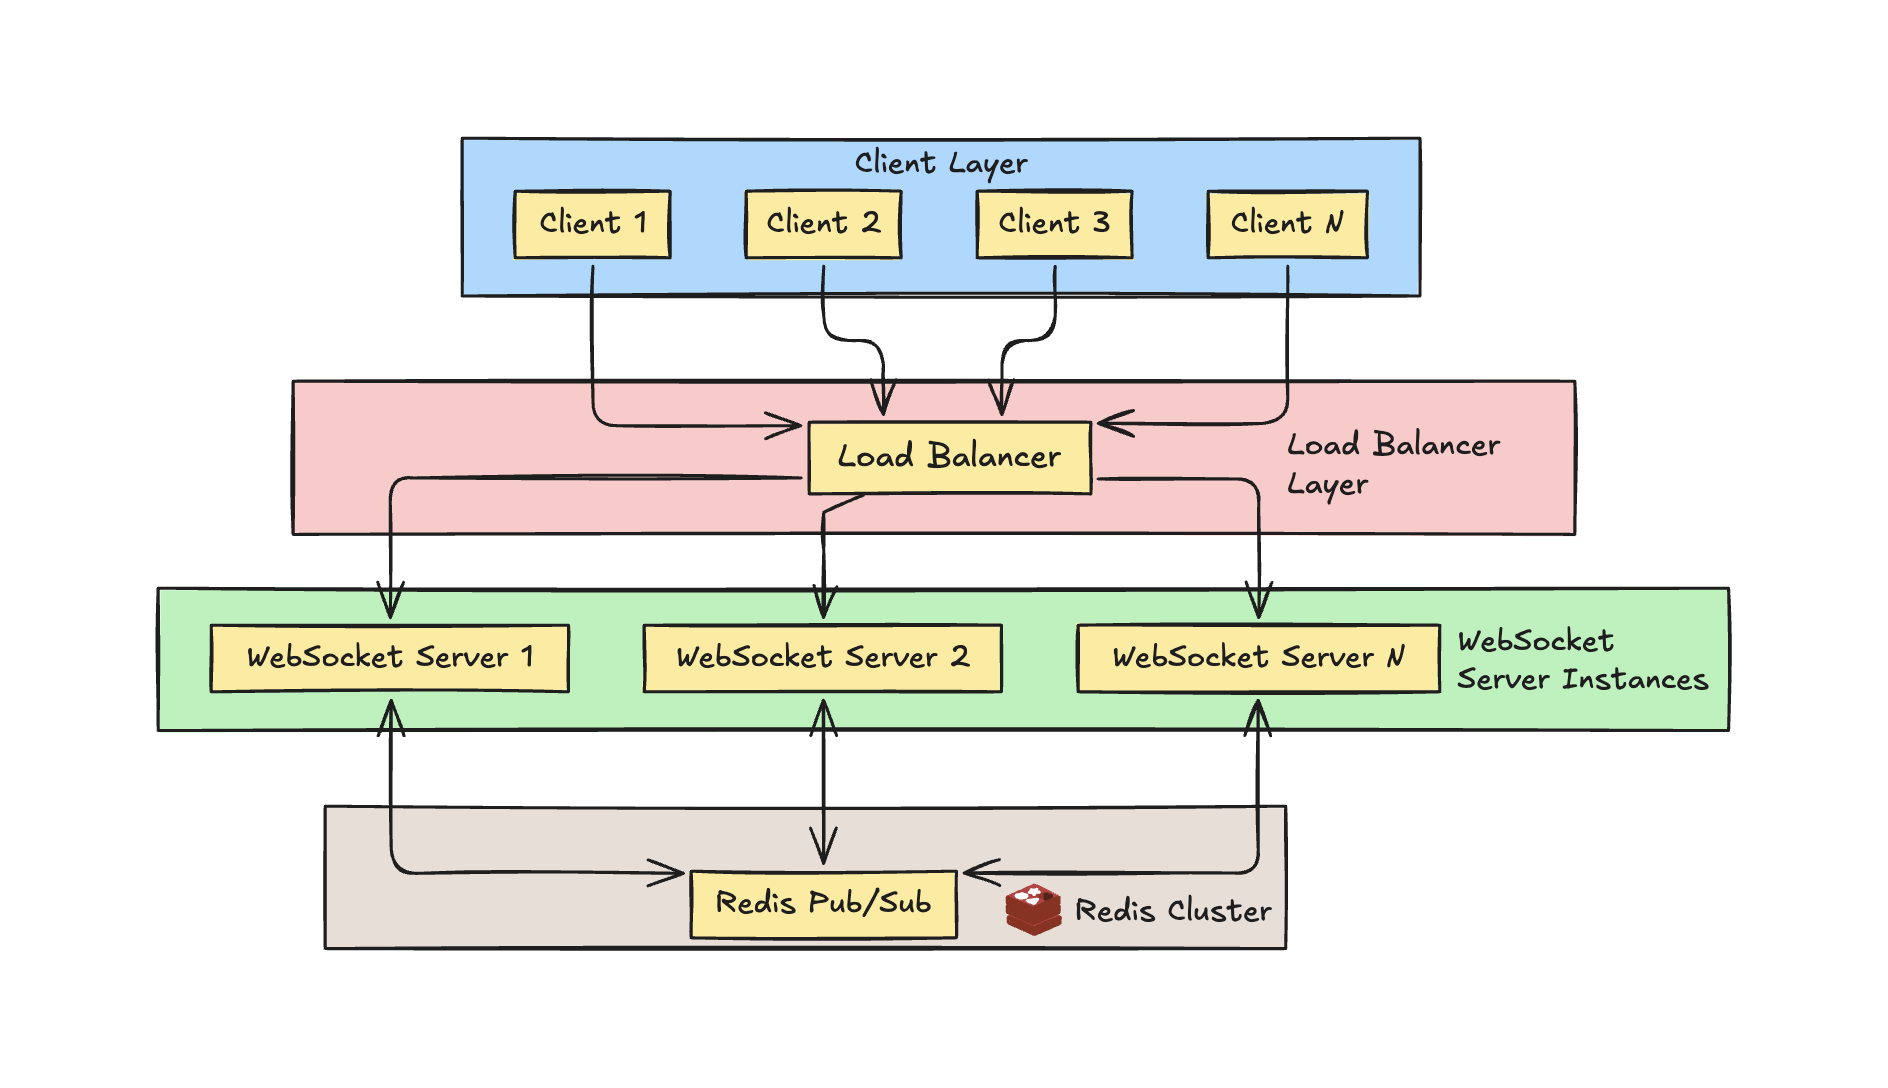 Client Layer
Client 1
Client 2
Client 3
Client N
Load Balancer
Load Balancer
Layer
WebSocket Server 1
WebSocket Server 2
WebSocket Server N
WebSocket
Server Instances
Redis Pub/Sub
Redis Cluster